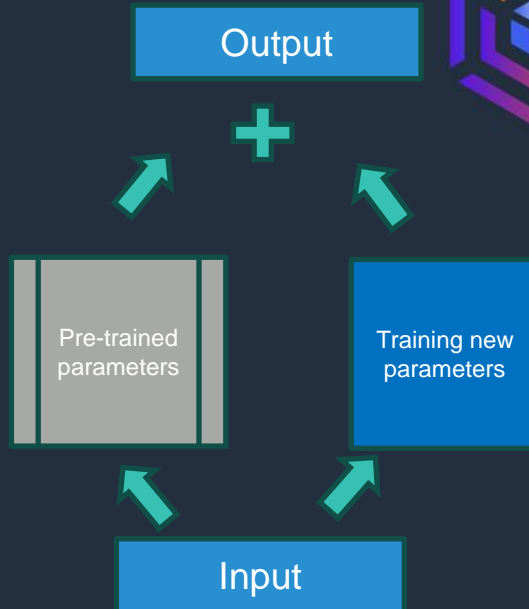 Output
Pre-trained
parameters
Training new
parameters
Input